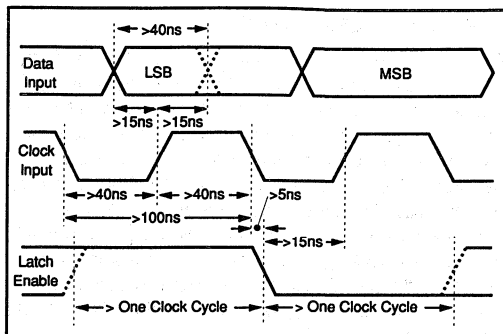 >40ns
Data Input
LSB
MSB
>15ns >15ns
Clock Input
>40ns >40ns
>5ns
>100ns
>15ns
Latch Enable
> One Clock Cycle > One Clock Cycle